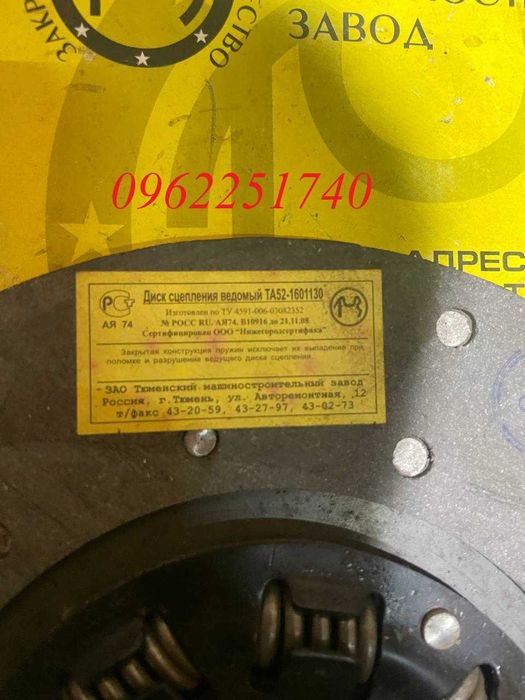 ЗАКР
СТВО
ЗАВОД
0962251740
АДРЕС
Диск сцепления ведомый ТА52-1601130
Изготовлен по ТУ 4591-006-03082352
№ РОСС RU. АЯ74. В10916 до 21.11.08
Сертифицирован ООО "Нижегородсертифика"
АЯ 74
Закрытая конструкция пружин исключает их выпадение при
поломке и разрушения ведущего диска сцепления.
ЗАО Тюменский машиностроительный завод
Россия, г.Тюмень, ул. Авторемонтная, 12
т/факс 43-20-59, 43-27-97, 43-02-73